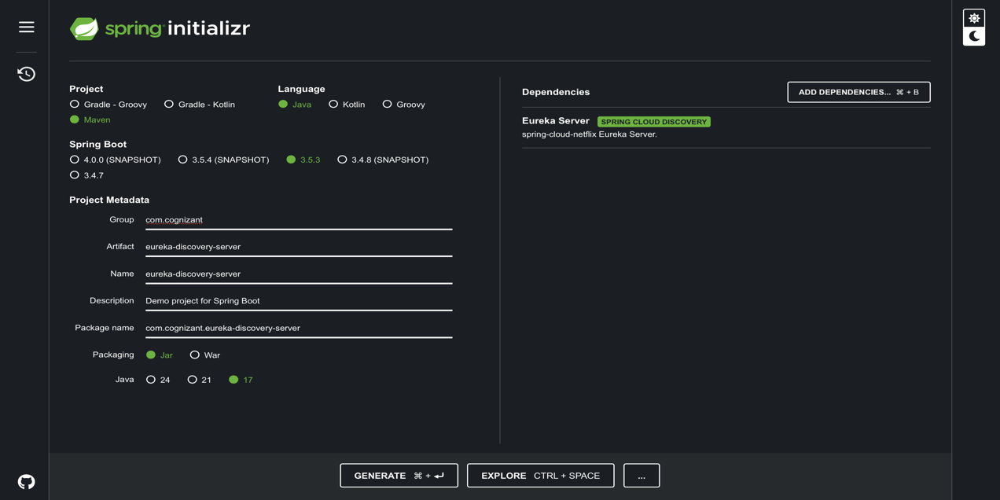 spring initializr
Project
Gradle - Groovy Gradle - Kotlin
Maven
Language
Java Kotlin Groovy
Spring Boot
4.0.0 (SNAPSHOT) 3.5.4 (SNAPSHOT) 3.5.3 3.4.8 (SNAPSHOT)
3.4.7
Project Metadata
Group com.cognizant
Artifact eureka-discovery-server
Name eureka-discovery-server
Description Demo project for Spring Boot
Package name com.cognizant.eureka-discovery-server
Packaging Jar War
Java 24 21 17
Dependencies ADD DEPENDENCIES... ⌘ + B
Eureka Server SPRING CLOUD DISCOVERY
spring-cloud-netflix Eureka Server.
GENERATE ⌘ + ⏎ EXPLORE CTRL + SPACE ...